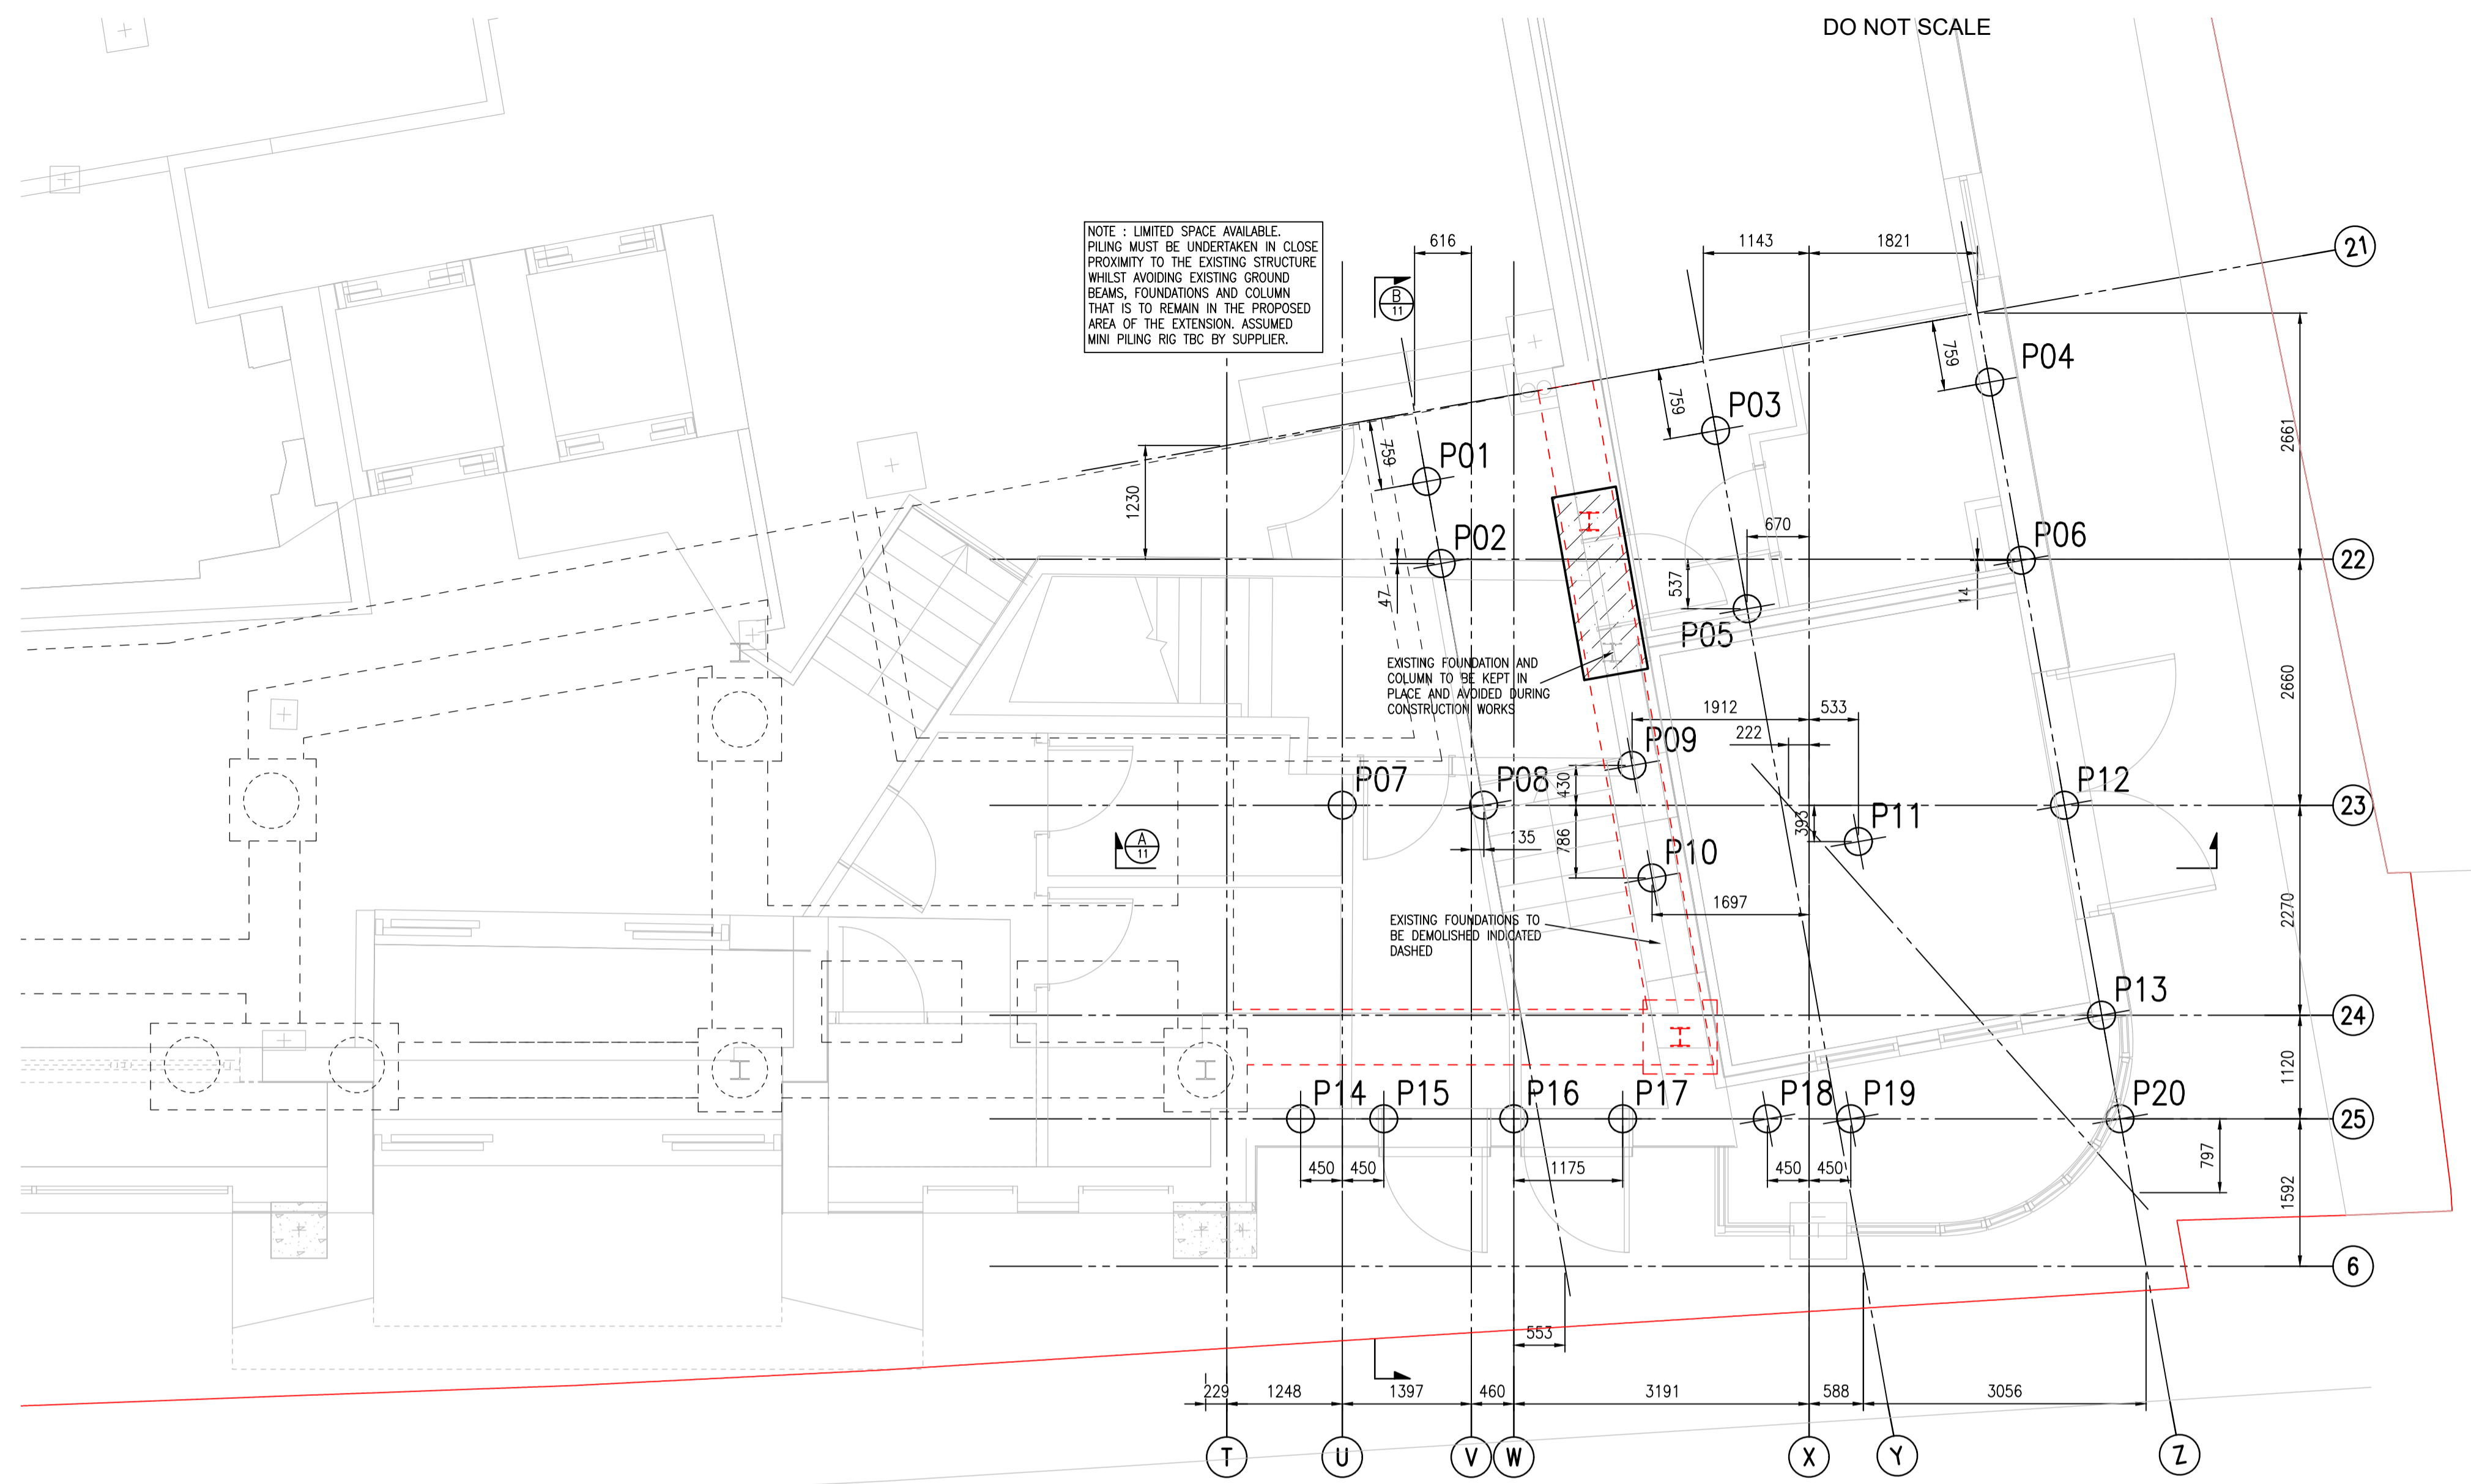 DO NOT SCALE
NOTE : LIMITED SPACE AVAILABLE.
PILING MUST BE UNDERTAKEN IN CLOSE
PROXIMITY TO THE EXISTING STRUCTURE
WHILST AVOIDING EXISTING GROUND
BEAMS, FOUNDATIONS AND COLUMN
THAT IS TO REMAIN IN THE PROPOSED
AREA OF THE EXTENSION. ASSUMED
MINI PILING RIG TBC BY SUPPLIER.
616
1143
1821
21
B
11
759
P04
759
P03
2661
759
P01
1230
670
P02
P06
22
537
47
14
P05
EXISTING FOUNDATION AND
COLUMN TO BE KEPT IN
PLACE AND AVOIDED DURING
CONSTRUCTION WORKS
2660
1912
533
222
P09
P07
P08
430
P12
23
393
P11
A
11
135
786
P10
1697
2270
EXISTING FOUNDATIONS TO
BE DEMOLISHED INDICATED
DASHED
P13
24
1120
P14
P15
P16
P17
P18
P19
P20
25
797
450
450
1175
450
450
1592
6
553
229
1248
1397
460
3191
588
3056
T
U
V
W
X
Y
Z